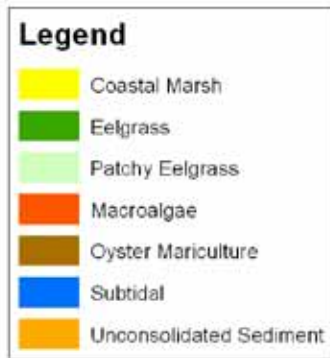 Legend
Coastal Marsh
Eelgrass
Patchy Eelgrass
Macroalgae
Oyster Mariculture
Subtidal
Unconsolidated Sediment